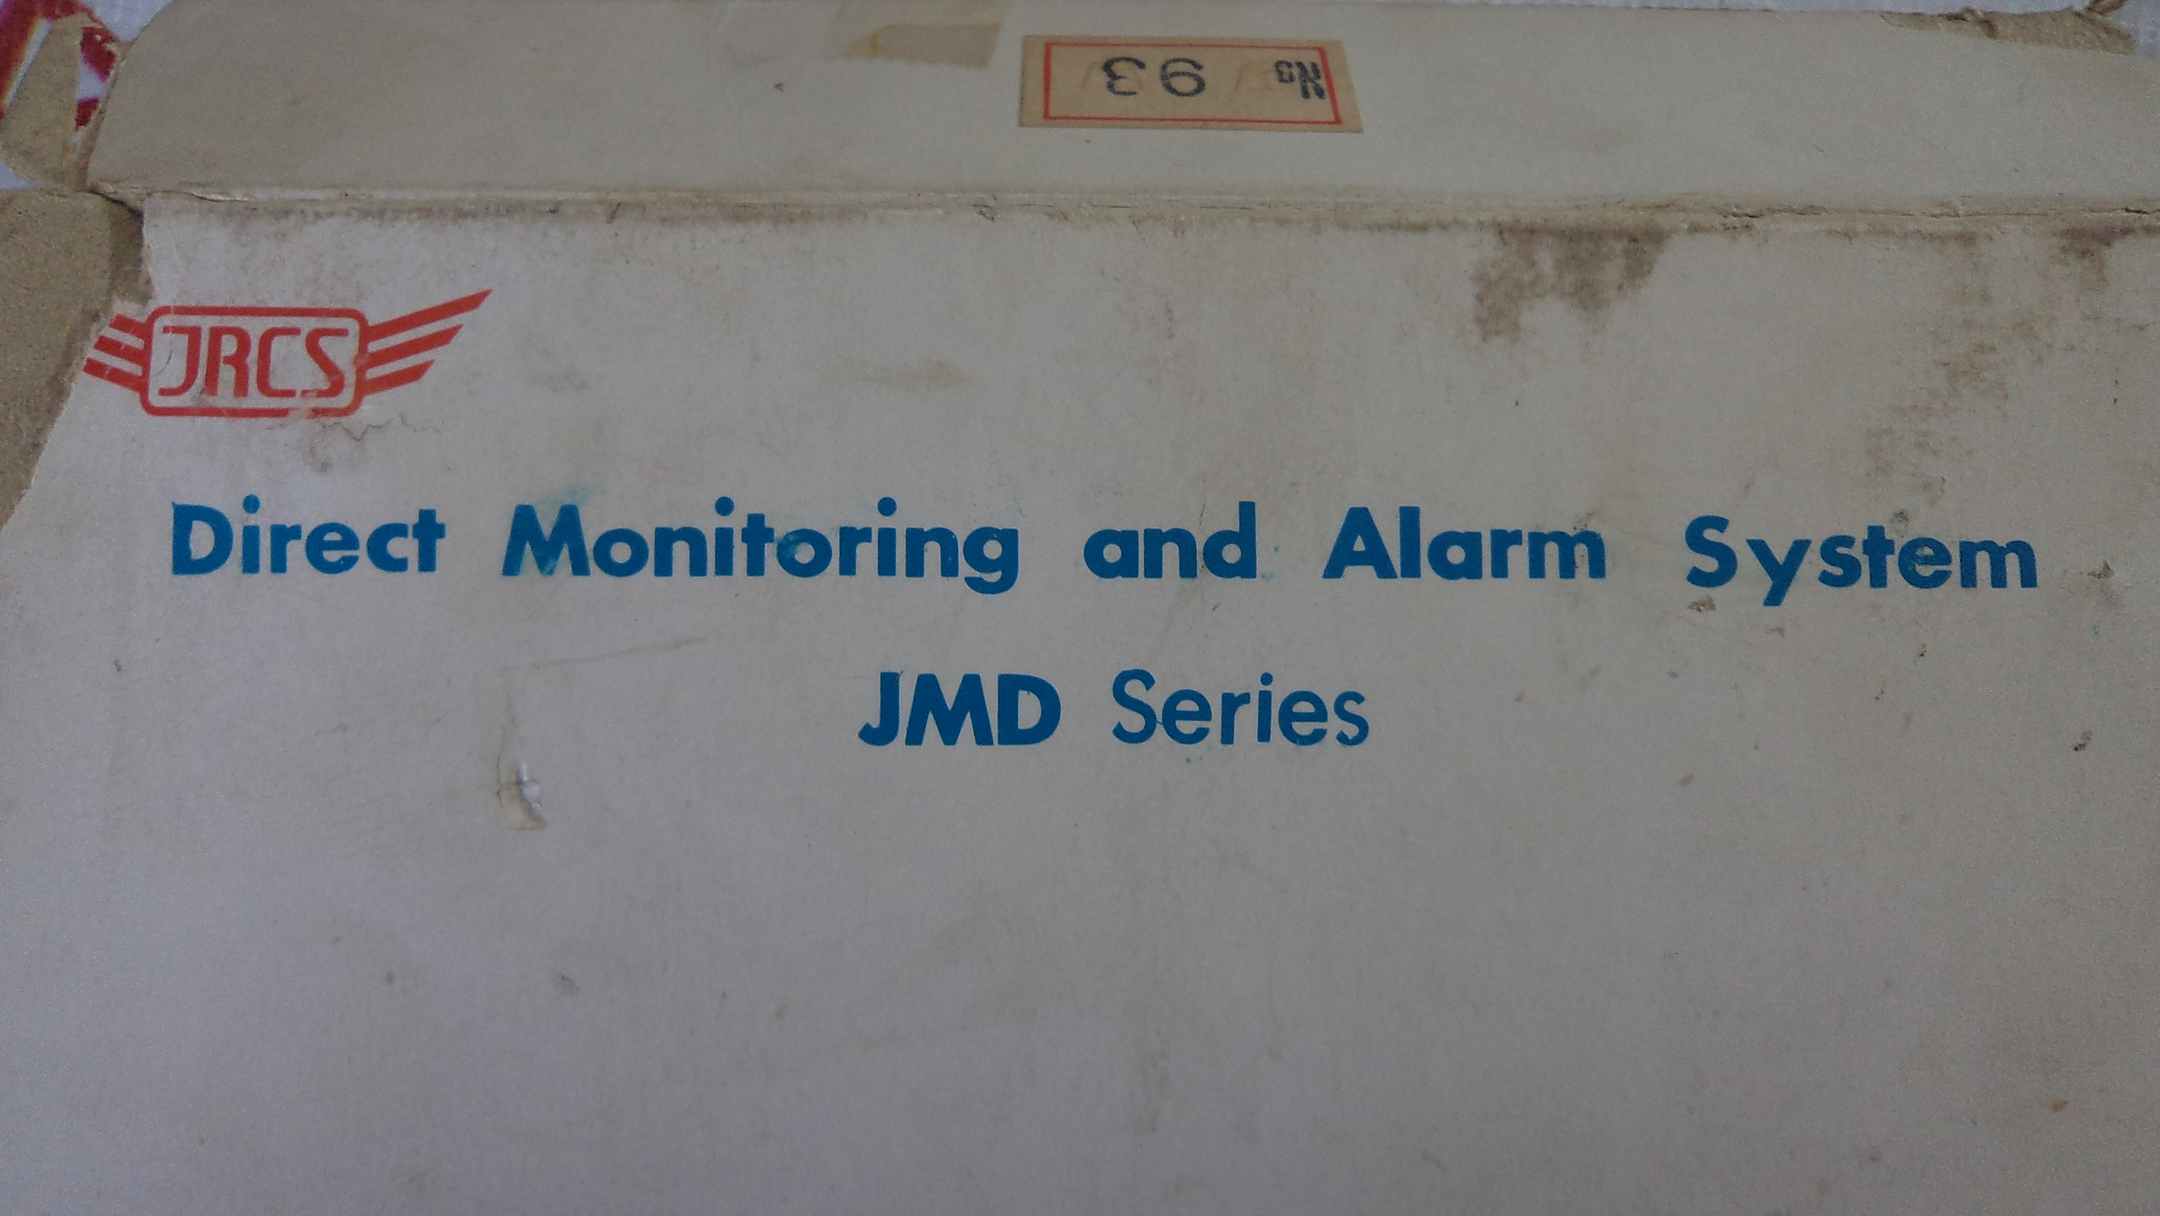 No 93
JRCS
Direct Monitoring and Alarm System
JMD Series